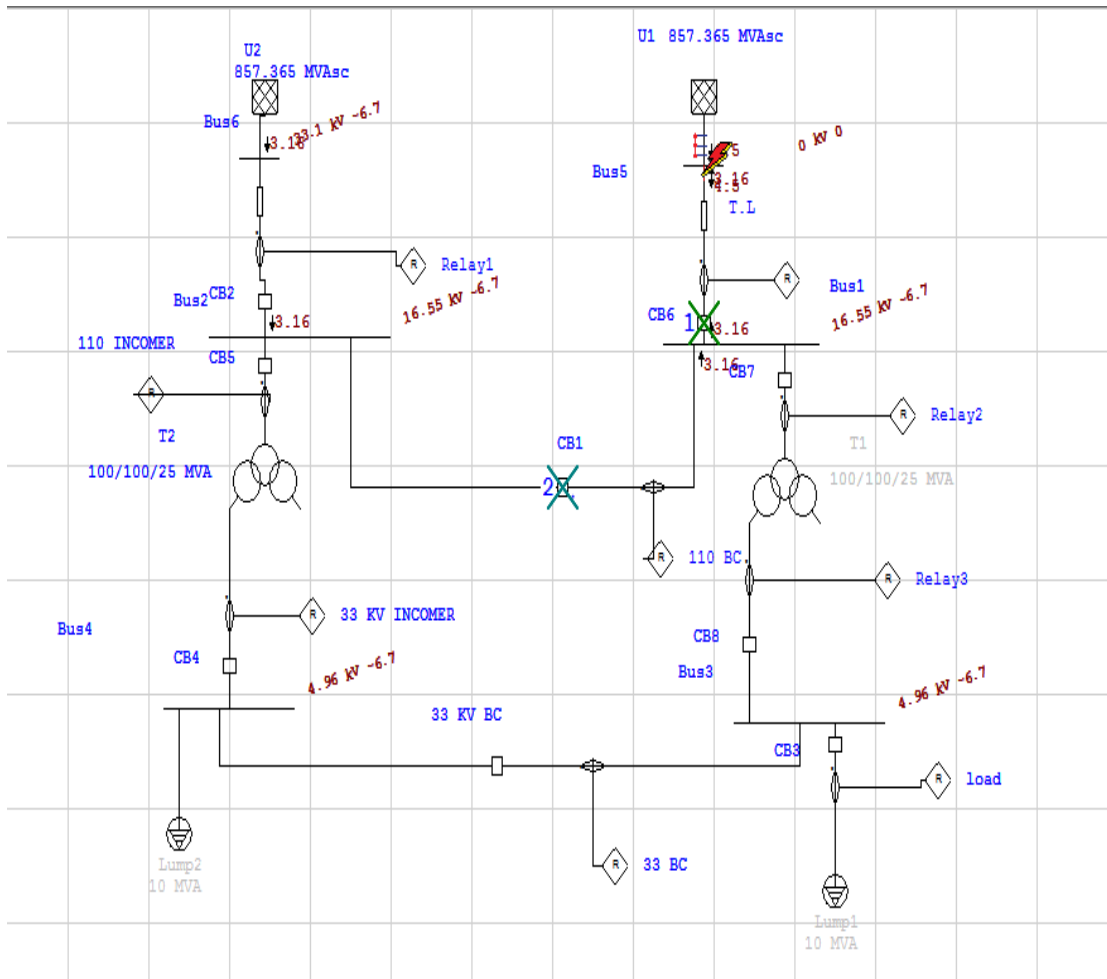 U1 857.365 MVAsc
U2
857.365 MVAsc
Bus6
33.1 kV -6.7
3.16
0 kV 0
Bus5
3.16
4.5
T.L
R
Relay1
R
Bus1
Bus2
CB2
16.55 kV -6.7
16.55 kV -6.7
CB6
1
3.16
3.16
110 INCOMER
CB5
3.16
CB7
R
R
Relay2
T2
CB1
T1
100/100/25 MVA
100/100/25 MVA
2
R
110 BC
R
Relay3
R
33 KV INCOMER
Bus4
CB8
CB4
Bus3
4.96 kV -6.7
4.96 kV -6.7
33 KV BC
CB3
R
load
Lump2
10 MVA
R
33 BC
Lump1
10 MVA